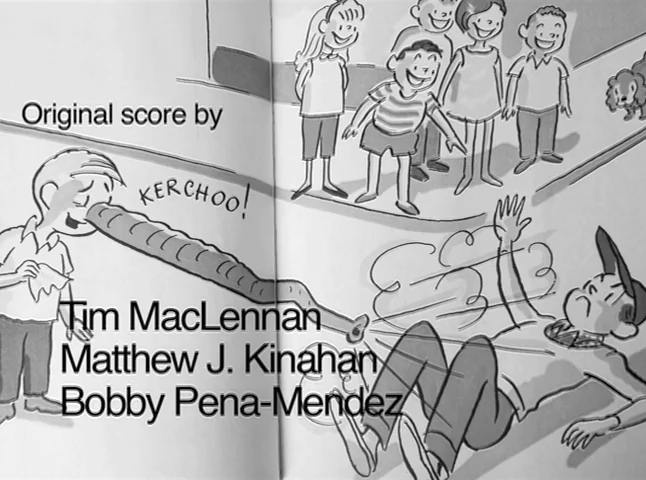 Original score by
KERCHOO!
Tim MacLennan
Matthew J. Kinahan
Bobby Pena-Mendez